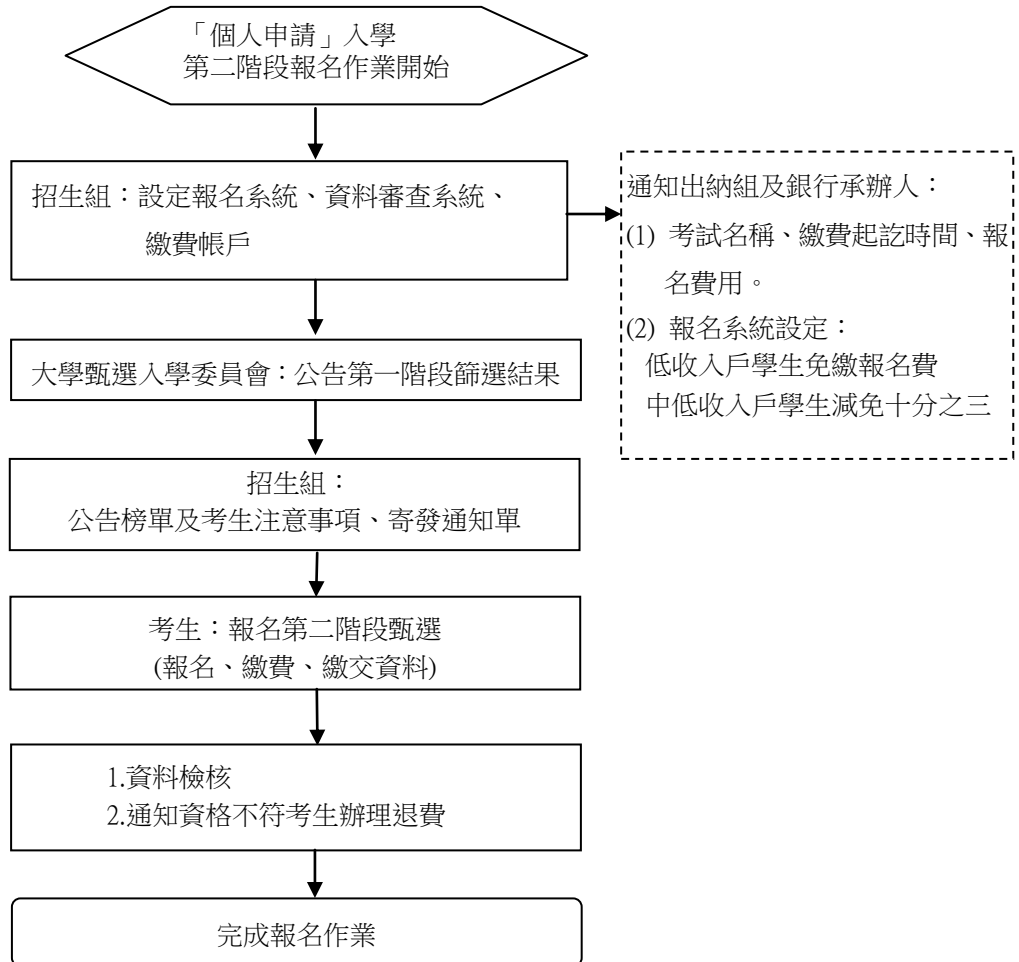 「個人申請」入學
第二階段報名作業開始
招生組：設定報名系統、資料審查系統、
繳費帳戶
通知出納組及銀行承辦人：
(1) 考試名稱、繳費起訖時間、報
名費用。
(2) 報名系統設定：
低收入戶學生免繳報名費
中低收入戶學生減免十分之三
大學甄選入學委員會：公告第一階段篩選結果
招生組：
公告榜單及考生注意事項、寄發通知單
考生：報名第二階段甄選
(報名、繳費、繳交資料)
1.資料檢核
2.通知資格不符考生辦理退費
完成報名作業